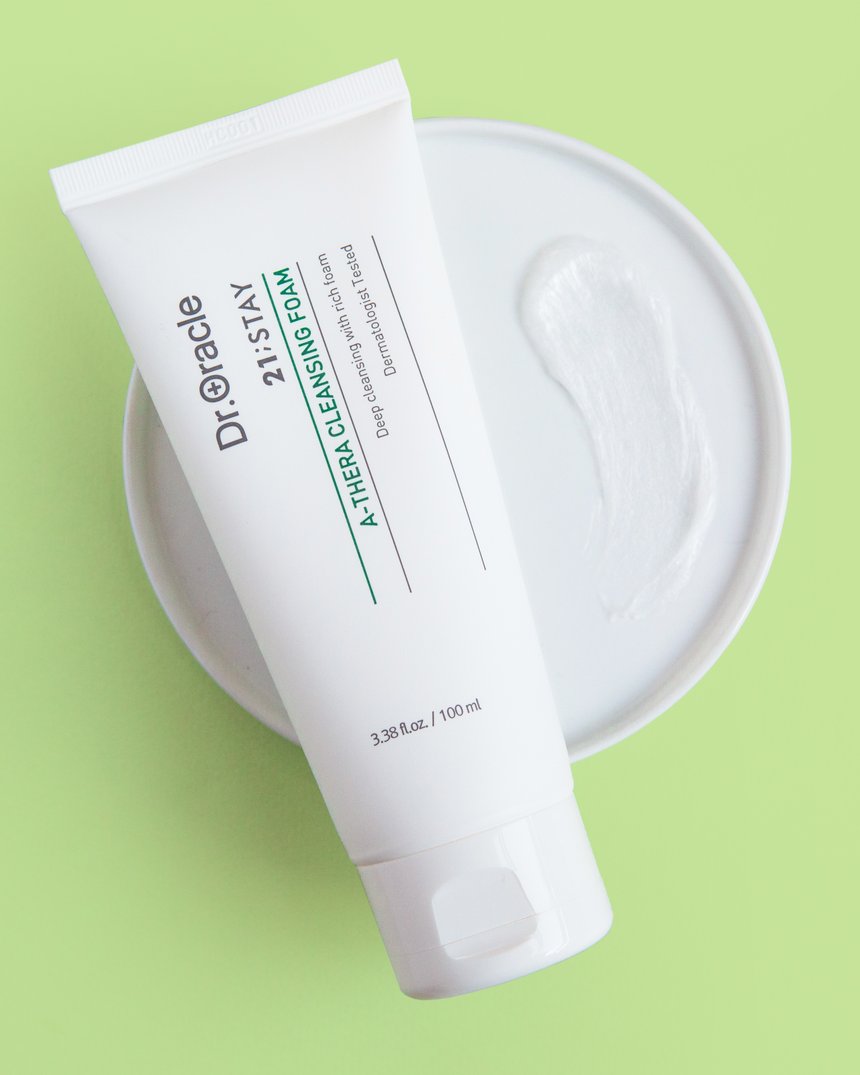 Dr.Oracle
21;STAY
A-THERA CLEANSING FOAM
Deep cleansing with rich foam
Dermatologist Tested
3.38 fl.oz. / 100 ml